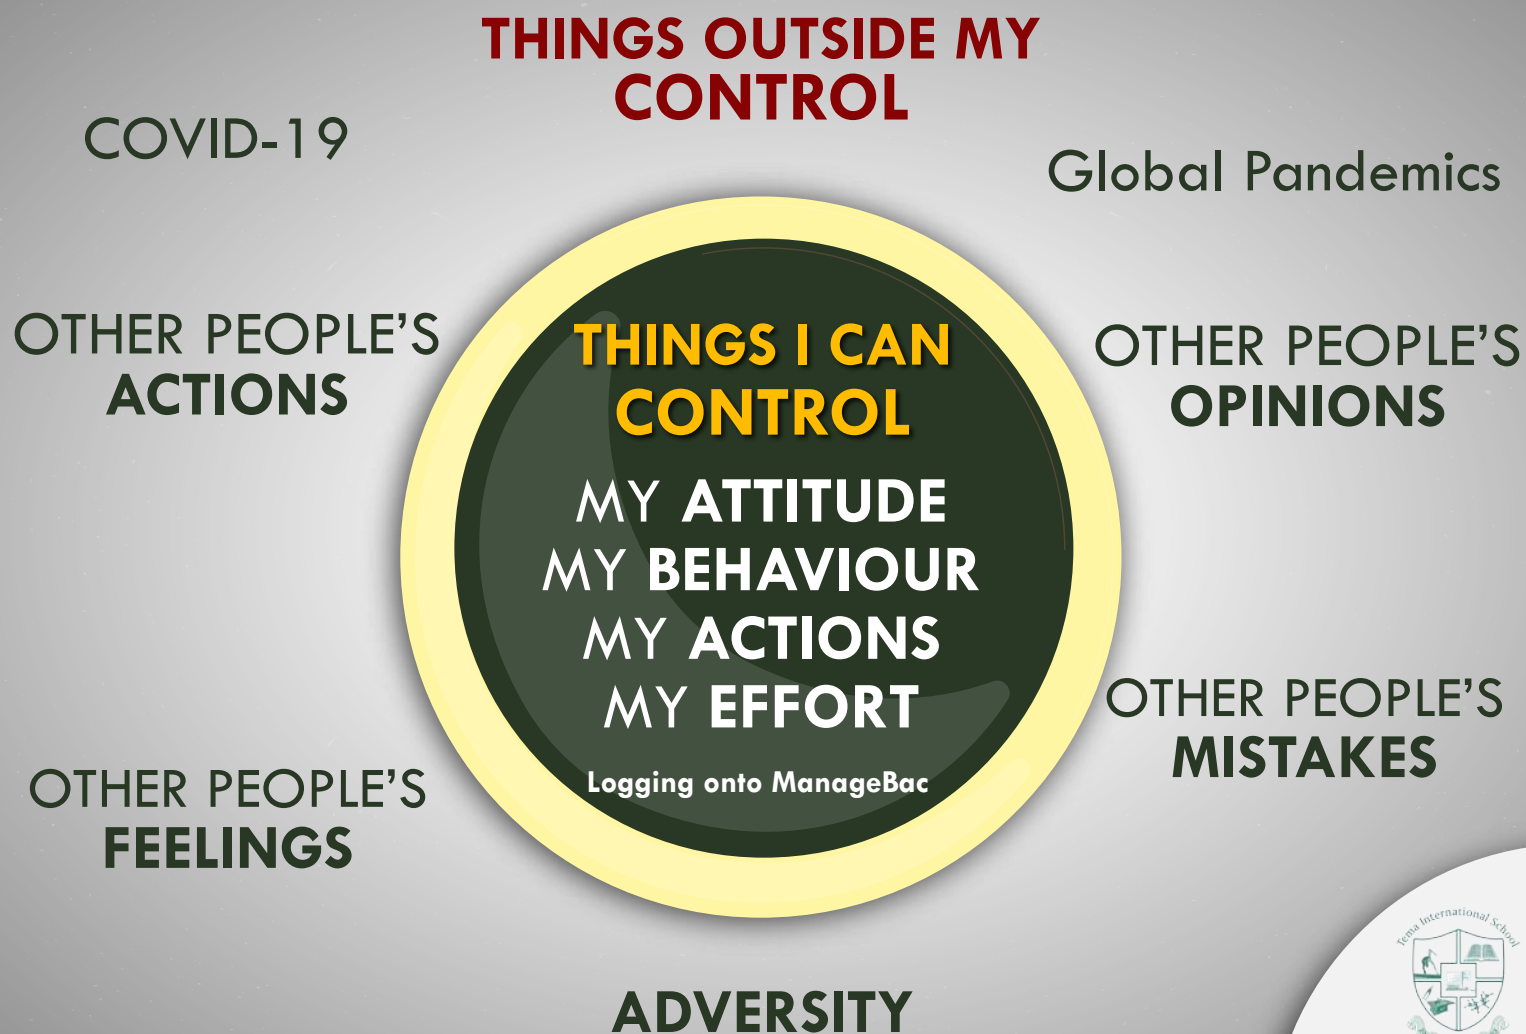 THINGS OUTSIDE MY
CONTROL
COVID-19
Global Pandemics
OTHER PEOPLE’S
ACTIONS
OTHER PEOPLE’S
OPINIONS
THINGS I CAN
CONTROL
MY ATTITUDE
MY BEHAVIOUR
MY ACTIONS
MY EFFORT
Logging onto ManageBac
OTHER PEOPLE’S
MISTAKES
OTHER PEOPLE’S
FEELINGS
ADVERSITY
Tema International School